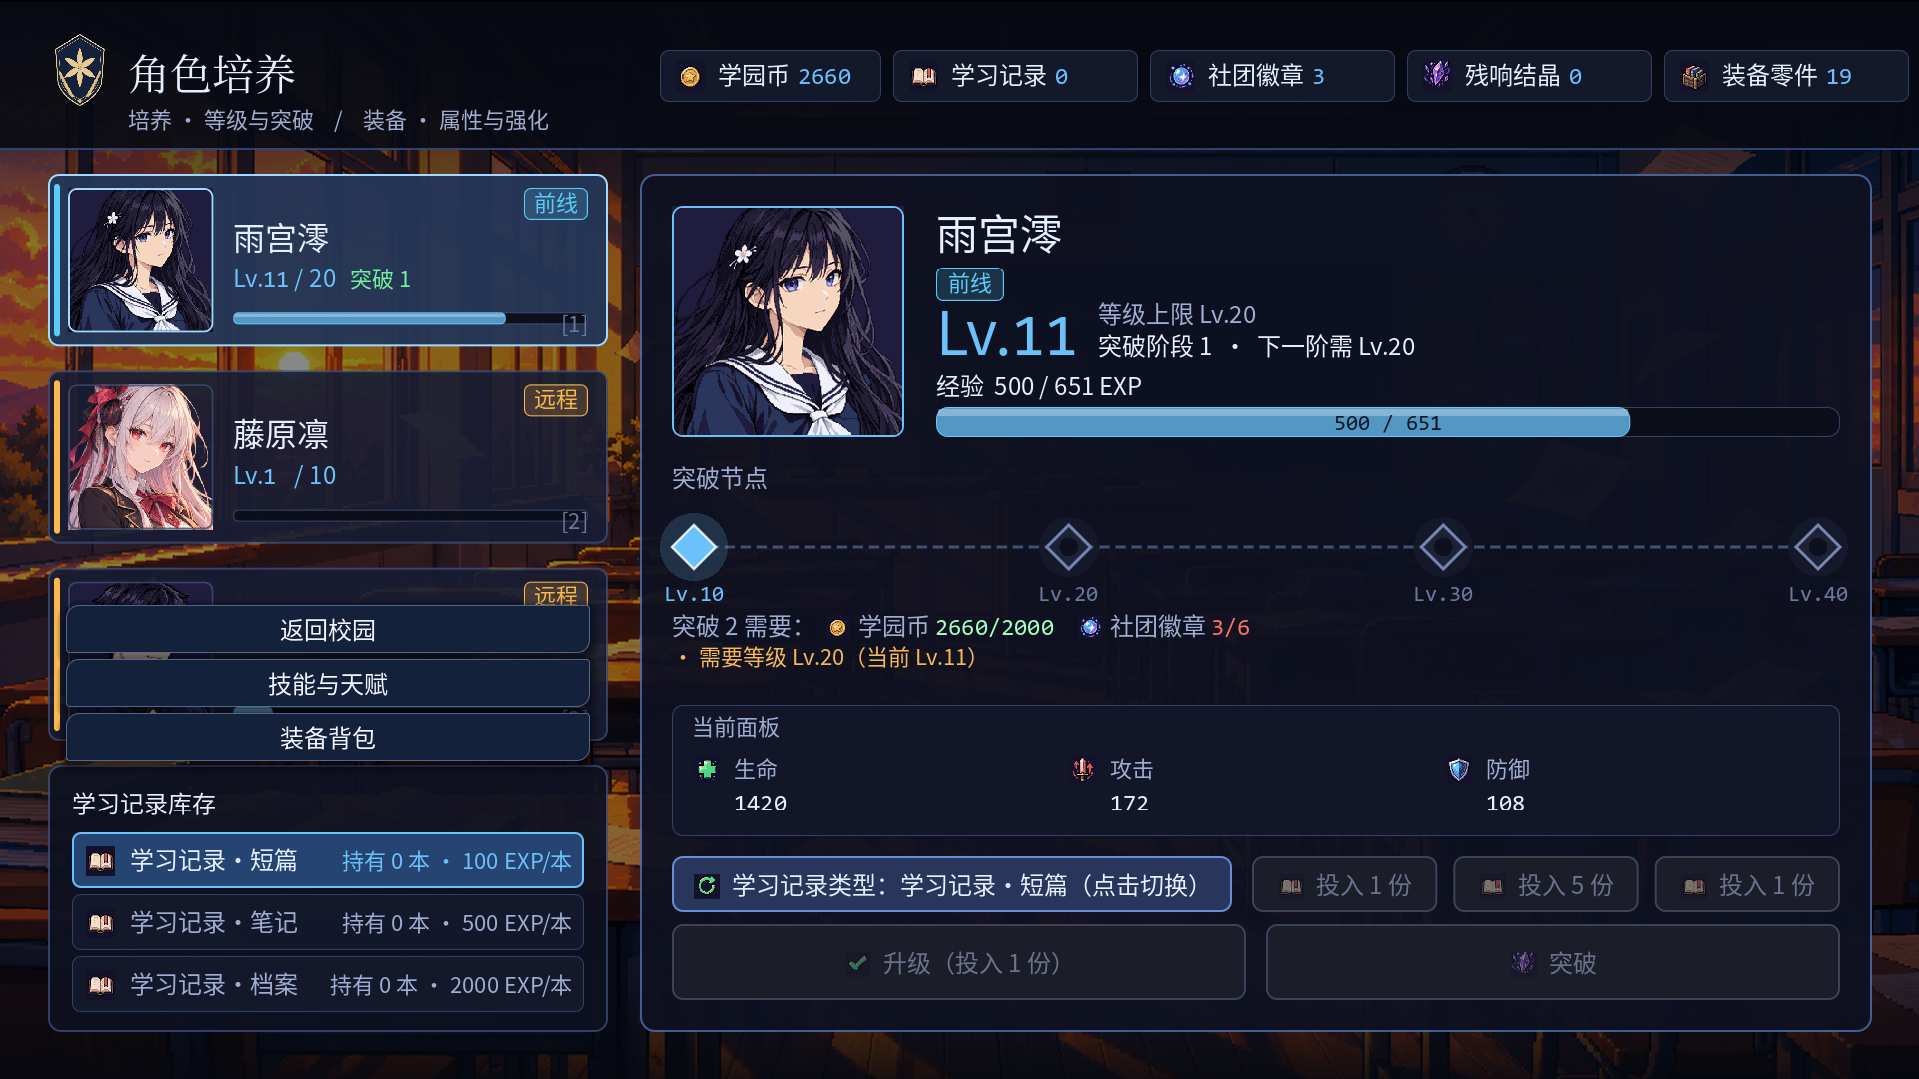 角色培养
培养 · 等级与突破 / 装备 · 属性与强化
学园币 2660
学习记录 0
社团徽章 3
残响结晶 0
装备零件 19
前线
雨宫澪
Lv.11 / 20 突破 1
[1]
远程
藤原凛
Lv.1 / 10
[2]
远程
返回校园
技能与天赋
装备背包
学习记录库存
学习记录·短篇 持有 0 本 · 100 EXP/本
学习记录·笔记 持有 0 本 · 500 EXP/本
学习记录·档案 持有 0 本 · 2000 EXP/本
雨宫澪
前线
Lv.11
等级上限 Lv.20
突破阶段 1 · 下一阶需 Lv.20
经验 500 / 651 EXP
500 / 651
突破节点
Lv.10
Lv.20
Lv.30
Lv.40
突破 2 需要： 学园币 2660/2000 社团徽章 3/6
· 需要等级 Lv.20（当前 Lv.11）
当前面板
生命
1420
攻击
172
防御
108
学习记录类型：学习记录·短篇（点击切换）
投入 1 份
投入 5 份
投入 1 份
升级（投入 1 份）
突破